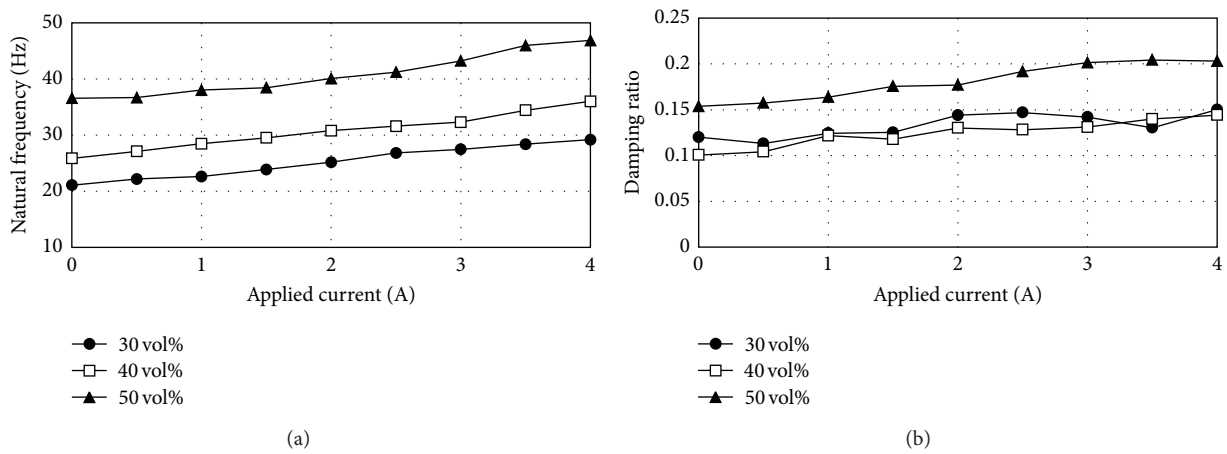 50
40
30
20
10
Natural frequency (Hz)
0 1 2 3 4
Applied current (A)
30 vol%
40 vol%
50 vol%
(a)
0.25
0.2
0.15
0.1
0.05
0
Damping ratio
0 1 2 3 4
Applied current (A)
30 vol%
40 vol%
50 vol%
(b)